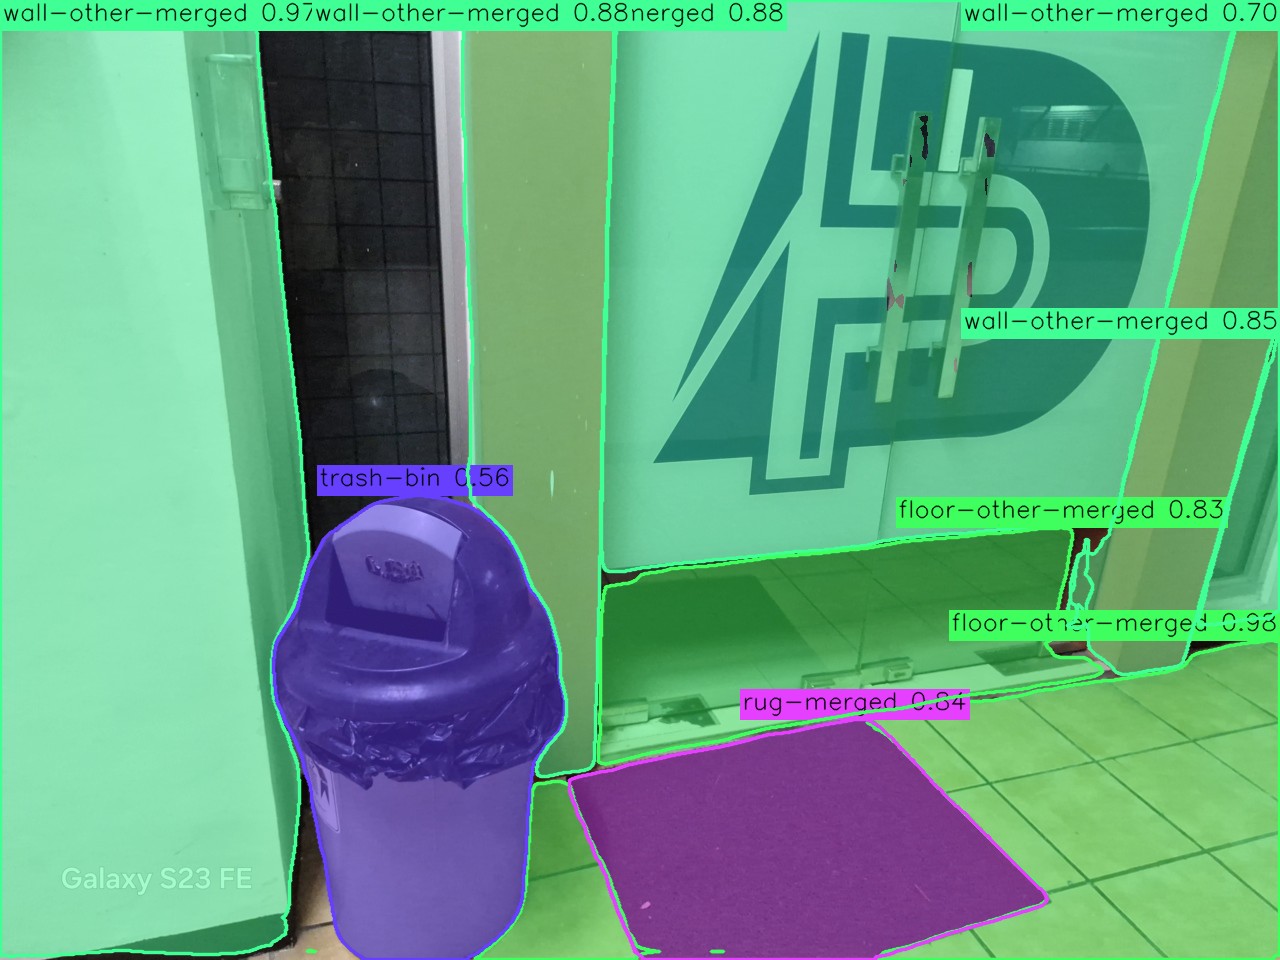 wall-other-merged 0.97
wall-other-merged 0.88
nerged 0.88
wall-other-merged 0.70
wall-other-merged 0.85
trash-bin 0.56
floor-other-merged 0.83
floor-other-merged 0.98
rug-merged 0.84
Galaxy S23 FE